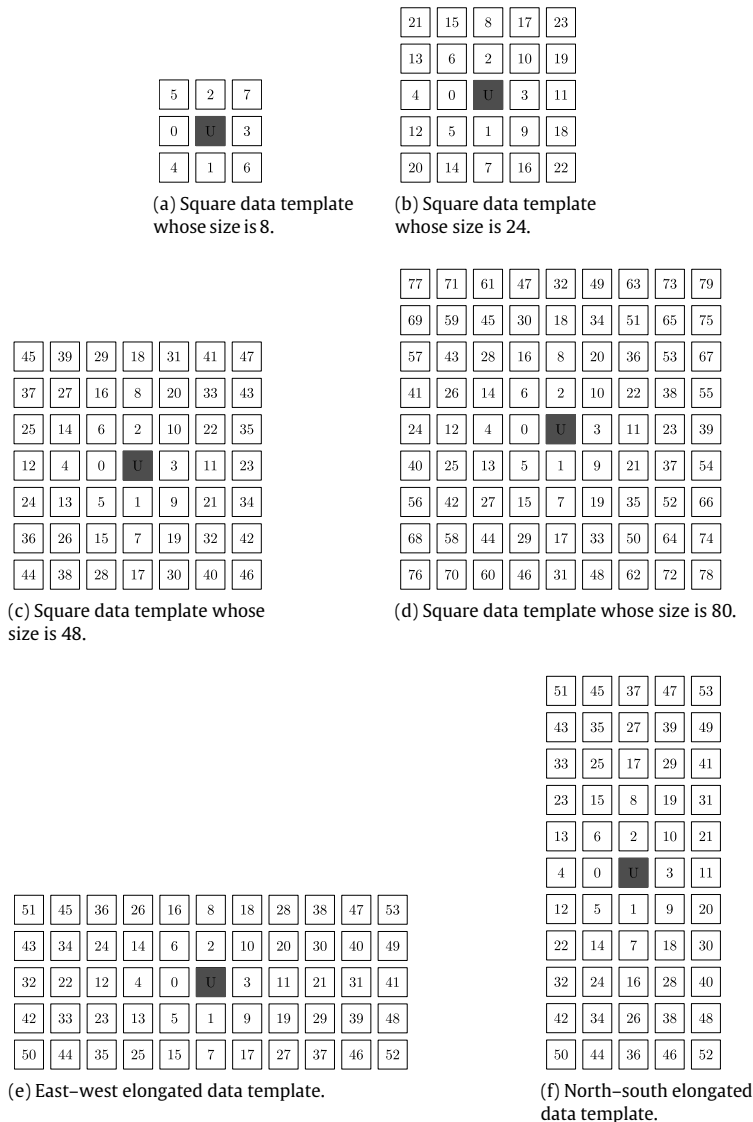 21 15 8 17 23
13 6 2 10 19
4 0 U 3 11
12 5 1 9 18
20 14 7 16 22
5 2 7
0 U 3
4 1 6
(a) Square data template
whose size is 8.
(b) Square data template
whose size is 24.
45 39 29 18 31 41 47
37 27 16 8 20 33 43
25 14 6 2 10 22 35
12 4 0 U 3 11 23
24 13 5 1 9 21 34
36 26 15 7 19 32 42
44 38 28 17 30 40 46
(c) Square data template whose
size is 48.
77 71 61 47 32 49 63 73 79
69 59 45 30 18 34 51 65 75
57 43 28 16 8 20 36 53 67
41 26 14 6 2 10 22 38 55
24 12 4 0 U 3 11 23 39
40 25 13 5 1 9 21 37 54
56 42 27 15 7 19 35 52 66
68 58 44 29 17 33 50 64 74
76 70 60 46 31 48 62 72 78
(d) Square data template whose size is 80.
51 45 36 26 16 8 18 28 38 47 53
43 34 24 14 6 2 10 20 30 40 49
32 22 12 4 0 U 3 11 21 31 41
42 33 23 13 5 1 9 19 29 39 48
50 44 35 25 15 7 17 27 37 46 52
(e) East–west elongated data template.
51 45 37 47 53
43 35 27 39 49
33 25 17 29 41
23 15 8 19 31
13 6 2 10 21
4 0 U 3 11
12 5 1 9 20
22 14 7 18 30
32 24 16 28 40
42 34 26 38 48
50 44 36 46 52
(f) North–south elongated
data template.